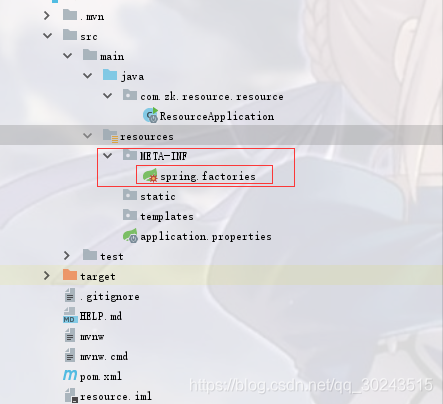 .mvn
src
main
java
com.zk.resource.resource
ResourceApplication
resources
META-INF
spring.factories
static
templates
application.properties
test
target
.gitignore
HELP.md
mvnw
mvnw.cmd
pom.xml
resource.iml
https://blog.csdn.net/qq_30243515